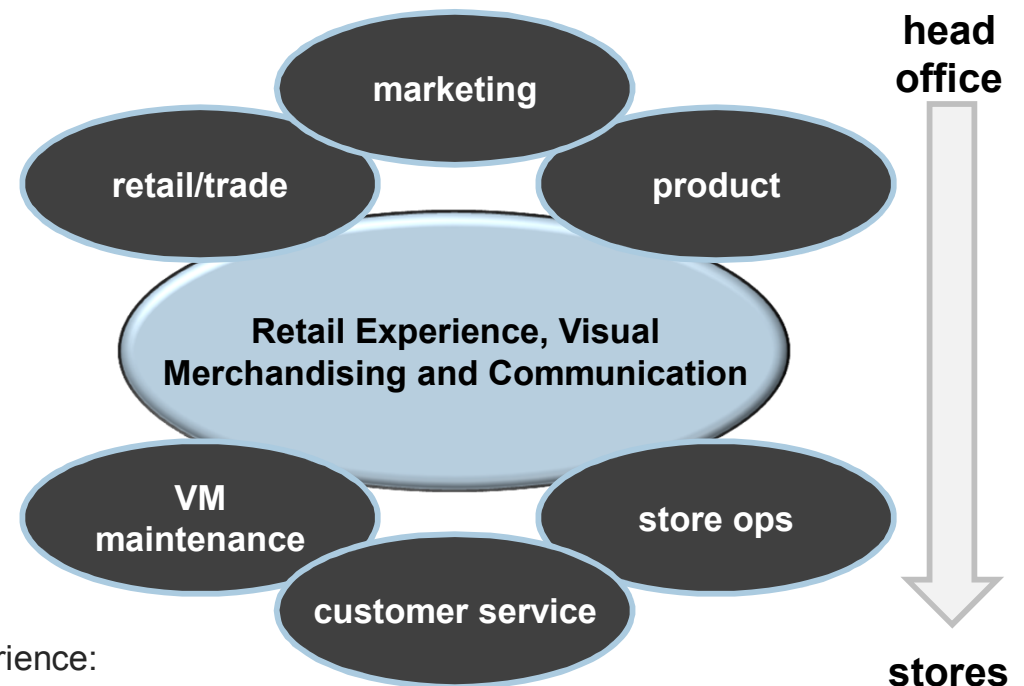 head
office
marketing
retail/trade
product
Retail Experience, Visual
Merchandising and Communication
VM
maintenance
store ops
customer service
rience:
stores